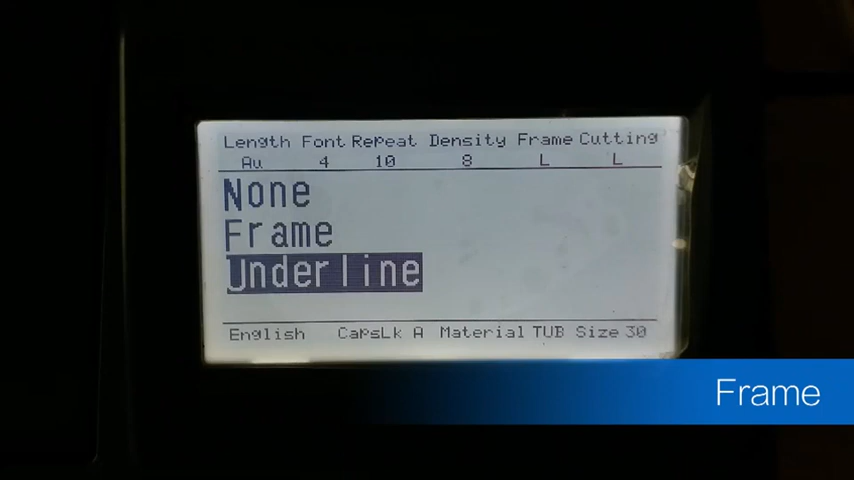 Length Font Repeat Density Frame Cutting
Au 4 10 8 L L
None
Frame
Underline
English CapsLk A Material TUB Size 30
Frame